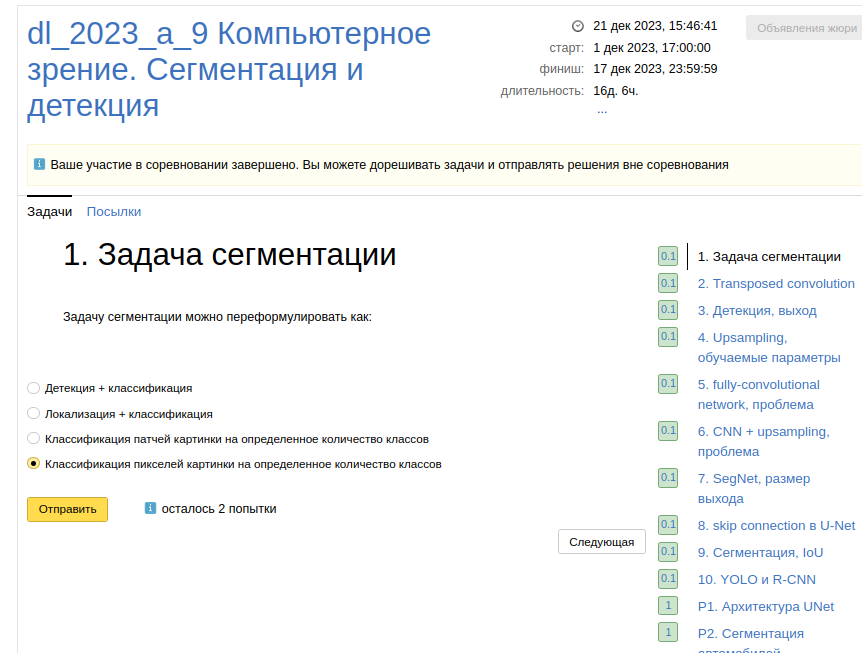 dl_2023_a_9 Компьютерное
зрение. Сегментация и
детекция
21 дек 2023, 15:46:41
старт: 1 дек 2023, 17:00:00
финиш: 17 дек 2023, 23:59:59
длительность: 16д. 6ч.
...
Объявления жюри
Ваше участие в соревновании завершено. Вы можете дорешивать задачи и отправлять решения вне соревнования
Задачи Посылки
1. Задача сегментации
Задачу сегментации можно переформулировать как:
Детекция + классификация
Локализация + классификация
Классификация патчей картинки на определенное количество классов
Классификация пикселей картинки на определенное количество классов
Отправить
осталось 2 попытки
Следующая
0.1 1. Задача сегментации
0.1 2. Transposed convolution
0.1 3. Детекция, выход
0.1 4. Upsampling,
обучаемые параметры
0.1 5. fully-convolutional
network, проблема
0.1 6. CNN + upsampling,
проблема
0.1 7. SegNet, размер
выхода
0.1 8. skip connection в U-Net
0.1 9. Сегментация, IoU
0.1 10. YOLO и R-CNN
1 P1. Архитектура UNet
1 P2. Сегментация